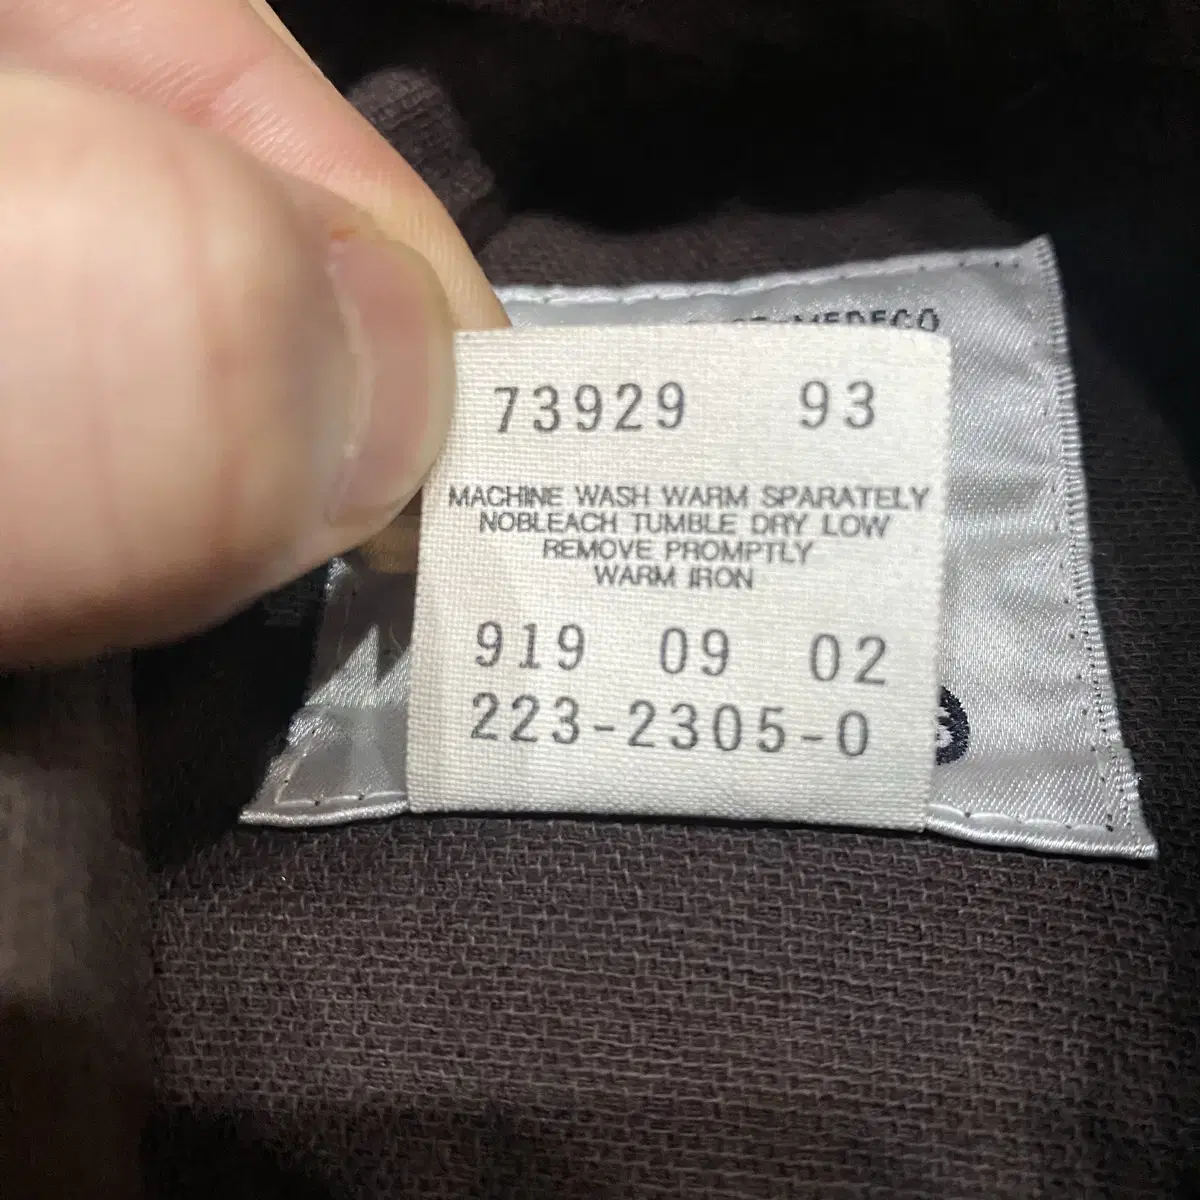 73929 93
MACHINE WASH WARM SPARATELY
NOBLEACH TUMBLE DRY LOW
REMOVE PROMPTLY
WARM IRON
919 09 02
223-2305-0